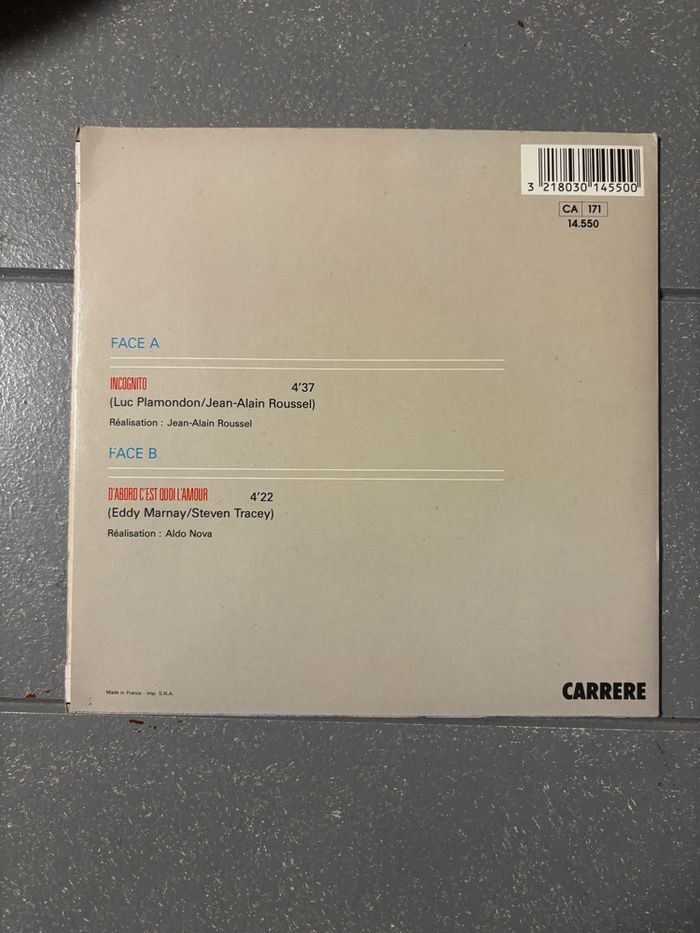 3 218030 145500
CA 171
14.550
FACE A
INCOGNITO 4'37
(Luc Plamondon/Jean-Alain Roussel)
Réalisation : Jean-Alain Roussel
FACE B
D'ABORD C'EST QUOI L'AMOUR 4'22
(Eddy Marnay/Steven Tracey)
Réalisation : Aldo Nova
Made in France - Imp. S.N.A.
CARRERE